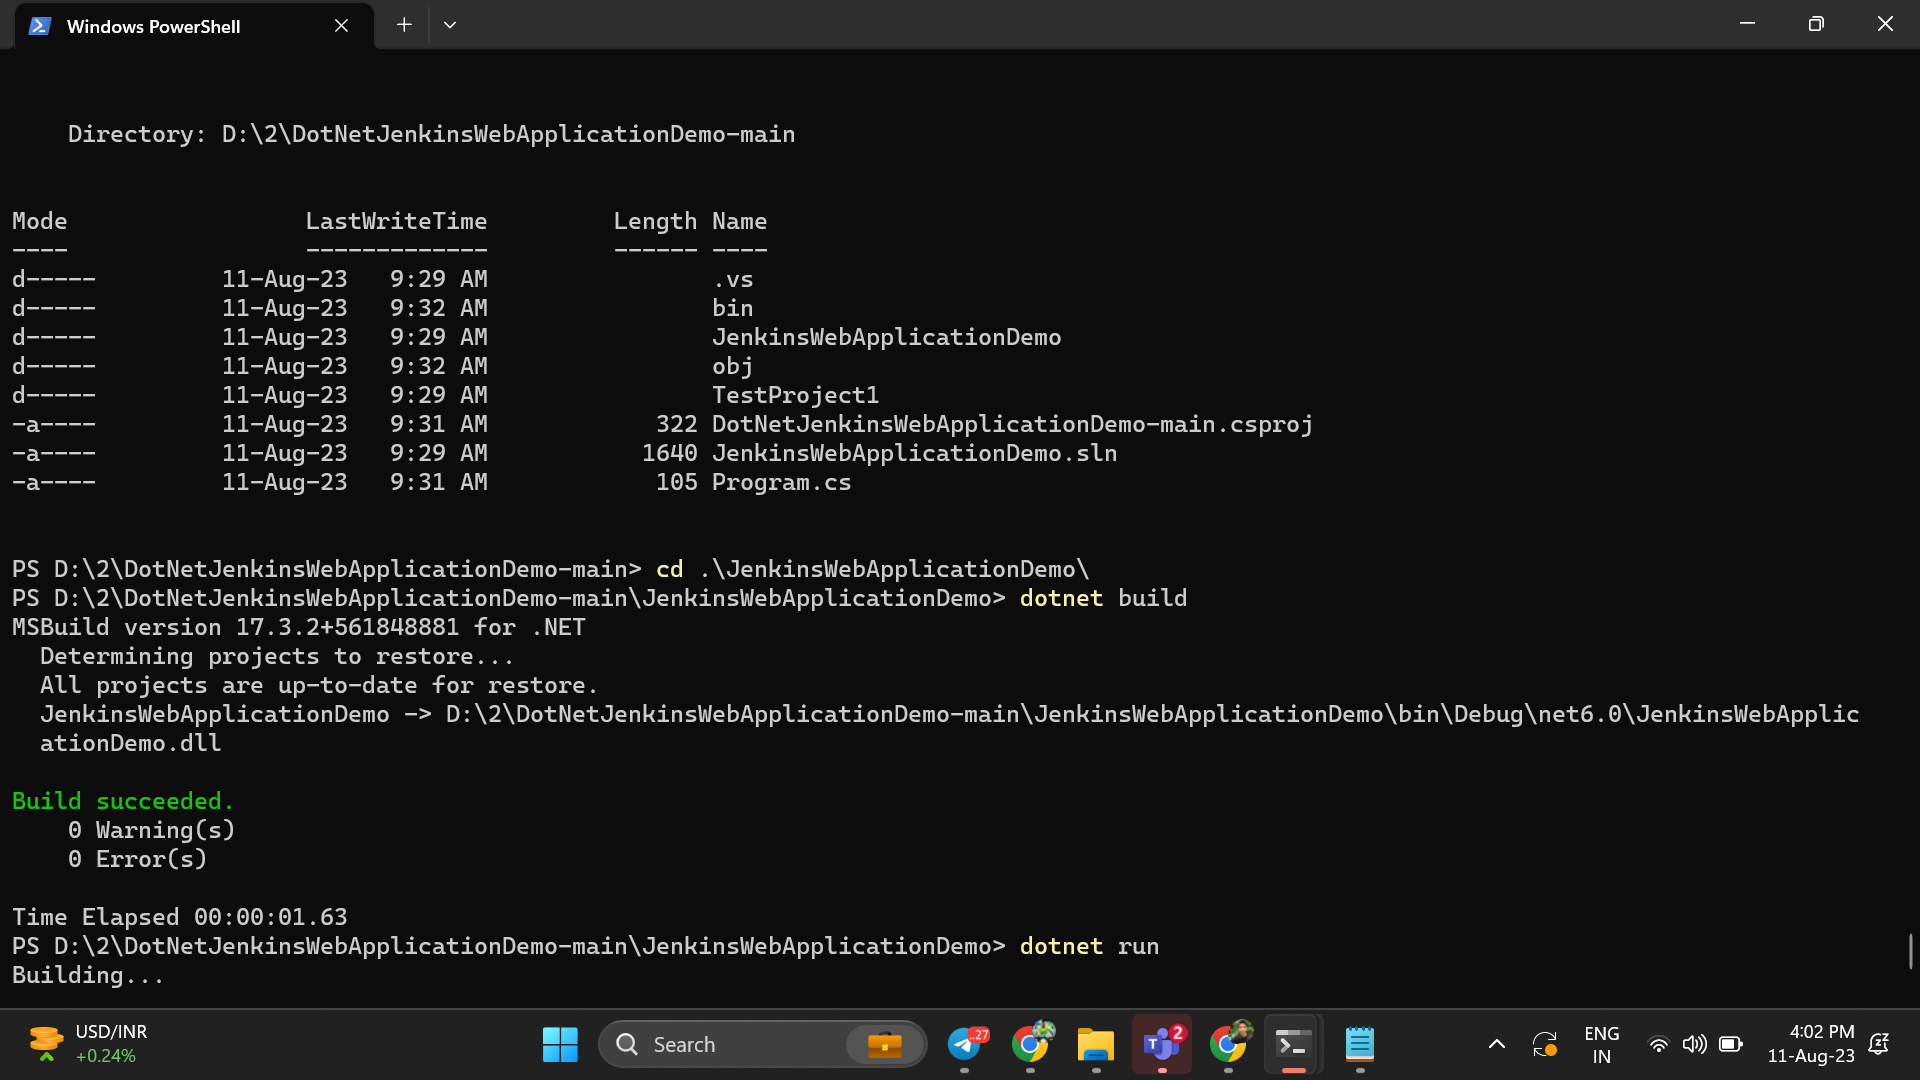 Windows PowerShell
Directory: D:\2\DotNetJenkinsWebApplicationDemo-main
Mode LastWriteTime Length Name
---- ------------- ------ ----
d----- 11-Aug-23 9:29 AM .vs
d----- 11-Aug-23 9:32 AM bin
d----- 11-Aug-23 9:29 AM JenkinsWebApplicationDemo
d----- 11-Aug-23 9:32 AM obj
d----- 11-Aug-23 9:29 AM TestProject1
-a---- 11-Aug-23 9:31 AM 322 DotNetJenkinsWebApplicationDemo-main.csproj
-a---- 11-Aug-23 9:29 AM 1640 JenkinsWebApplicationDemo.sln
-a---- 11-Aug-23 9:31 AM 105 Program.cs
PS D:\2\DotNetJenkinsWebApplicationDemo-main> cd .\JenkinsWebApplicationDemo\
PS D:\2\DotNetJenkinsWebApplicationDemo-main\JenkinsWebApplicationDemo> dotnet build
MSBuild version 17.3.2+561848881 for .NET
Determining projects to restore...
All projects are up-to-date for restore.
JenkinsWebApplicationDemo -> D:\2\DotNetJenkinsWebApplicationDemo-main\JenkinsWebApplicationDemo\bin\Debug\net6.0\JenkinsWebApplic
ationDemo.dll
Build succeeded.
0 Warning(s)
0 Error(s)
Time Elapsed 00:00:01.63
PS D:\2\DotNetJenkinsWebApplicationDemo-main\JenkinsWebApplicationDemo> dotnet run
Building...
USD/INR
+0.24%
Search
..27
T
2
ENG
IN
4:02 PM
11-Aug-23